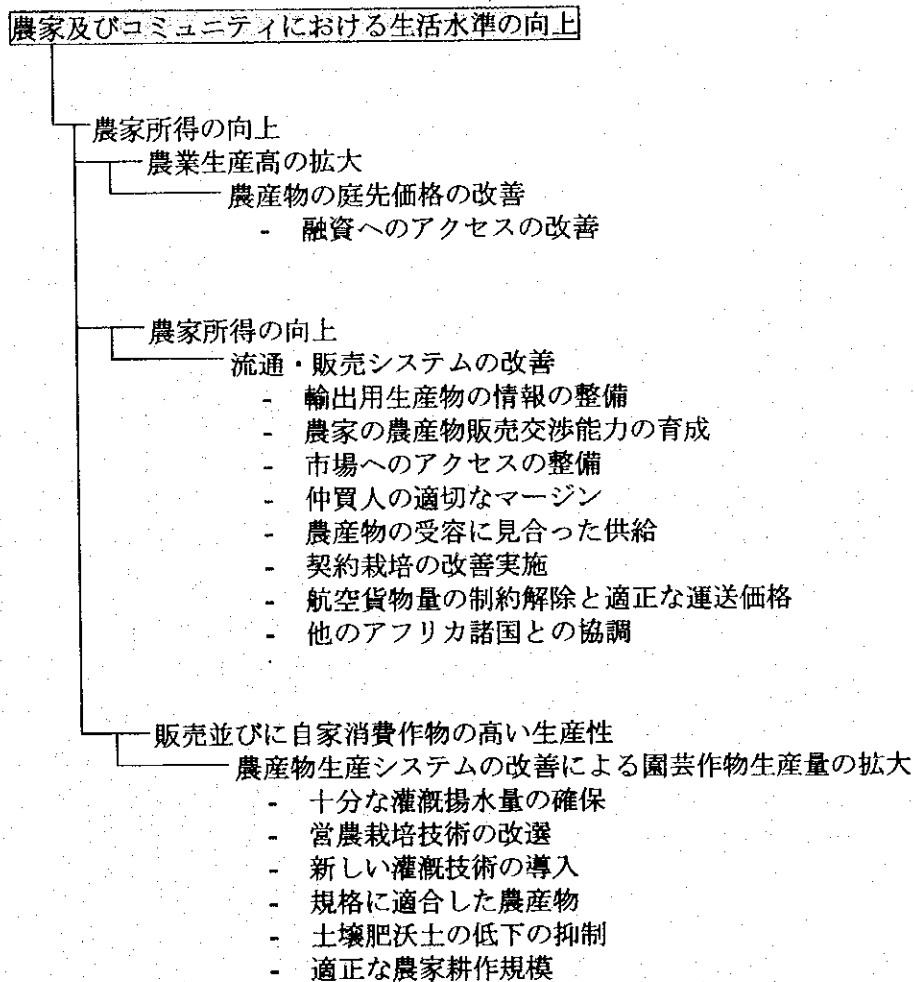 農家及びコミュニティにおける生活水準の向上
農家所得の向上
農業生産高の拡大
農産物の庭先価格の改善
- 融資へのアクセスの改善
農家所得の向上
流通・販売システムの改善
- 輸出用生産物の情報の整備
- 農家の農産物販売交渉能力の育成
- 市場へのアクセスの整備
- 仲買人の適切なマージン
- 農産物の受容に見合った供給
- 契約栽培の改善実施
- 航空貨物量の制約解除と適正な運送価格
- 他のアフリカ諸国との協調
販売並びに自家消費作物の高い生産性
農産物生産システムの改善による園芸作物生産量の拡大
- 十分な灌漑揚水量の確保
- 営農栽培技術の改選
- 新しい灌漑技術の導入
- 規格に適合した農産物
- 土壌肥沃土の低下の抑制
- 適正な農家耕作規模